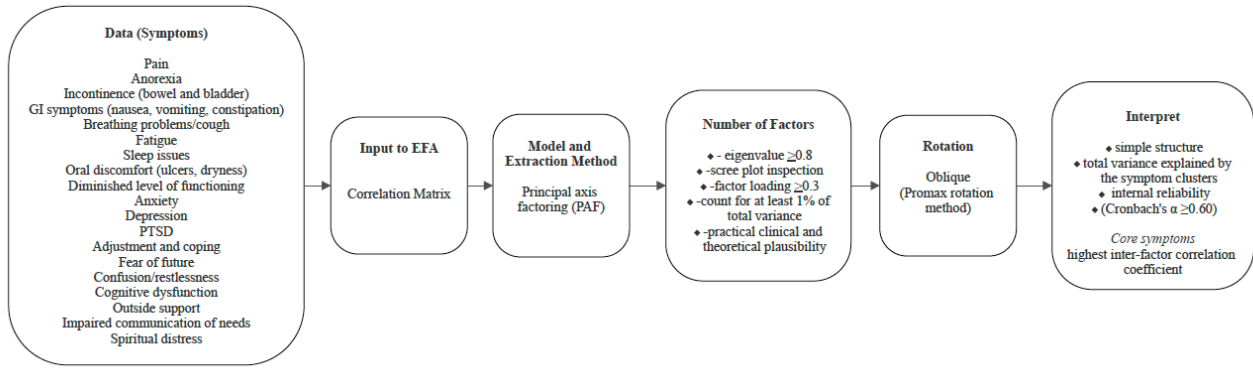 Data (Symptoms)
Pain
Anorexia
Incontinence (bowel and bladder)
GI symptoms (nausea, vomiting, constipation)
Breathing problems/cough
Fatigue
Sleep issues
Oral discomfort (ulcers, dryness)
Diminished level of functioning
Anxiety
Depression
PTSD
Adjustment and coping
Fear of future
Confusion/restlessness
Cognitive dysfunction
Outside support
Impaired communication of needs
Spiritual distress
Input to EFA
Correlation Matrix
Model and
Extraction Method
Principal axis
factoring (PAF)
Number of Factors
◆ - eigenvalue ≥0.8
◆ -scree plot inspection
◆ -factor loading ≥0.3
◆ -count for at least 1% of
total variance
◆ -practical clinical and
theoretical plausibility
Rotation
Oblique
(Promax rotation
method)
Interpret
◆ simple structure
◆ total variance explained by
the symptom clusters
◆ internal reliability
◆ (Cronbach's α ≥0.60)
Core symptoms
highest inter-factor correlation
coefficient